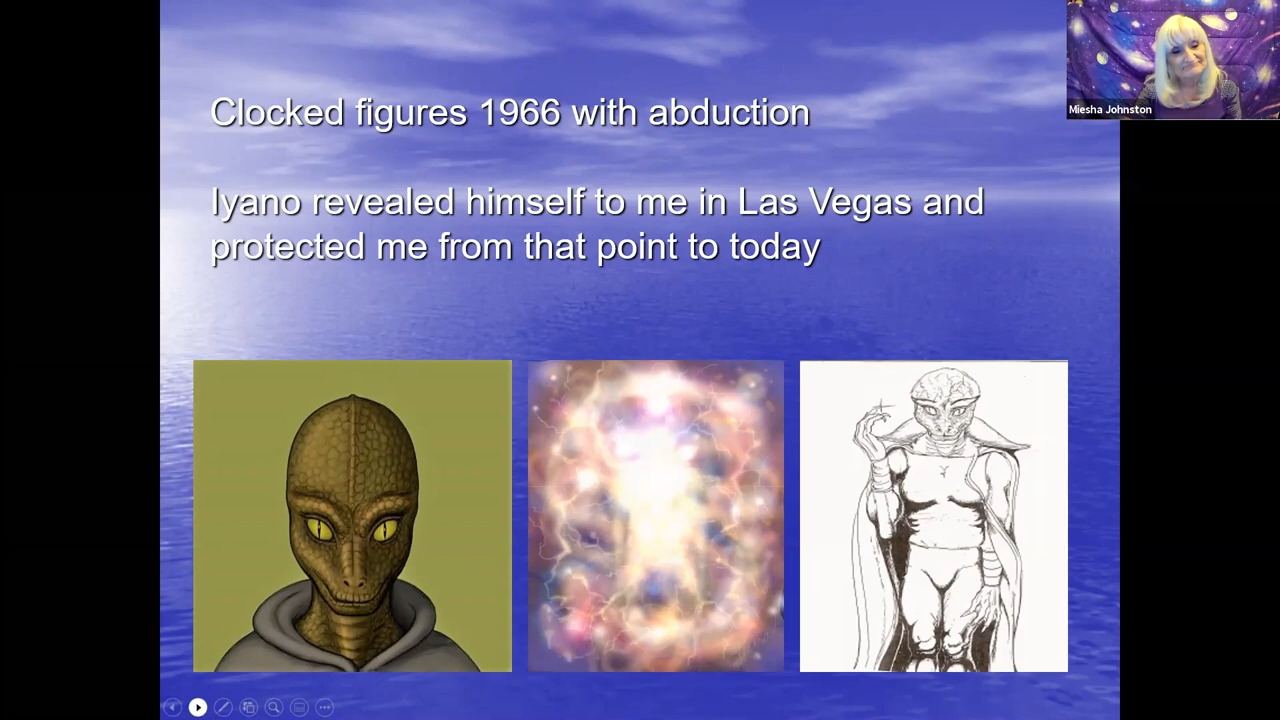 Clocked figures 1966 with abduction
Iyano revealed himself to me in Las Vegas and
protected me from that point to today
Miesha Johnston